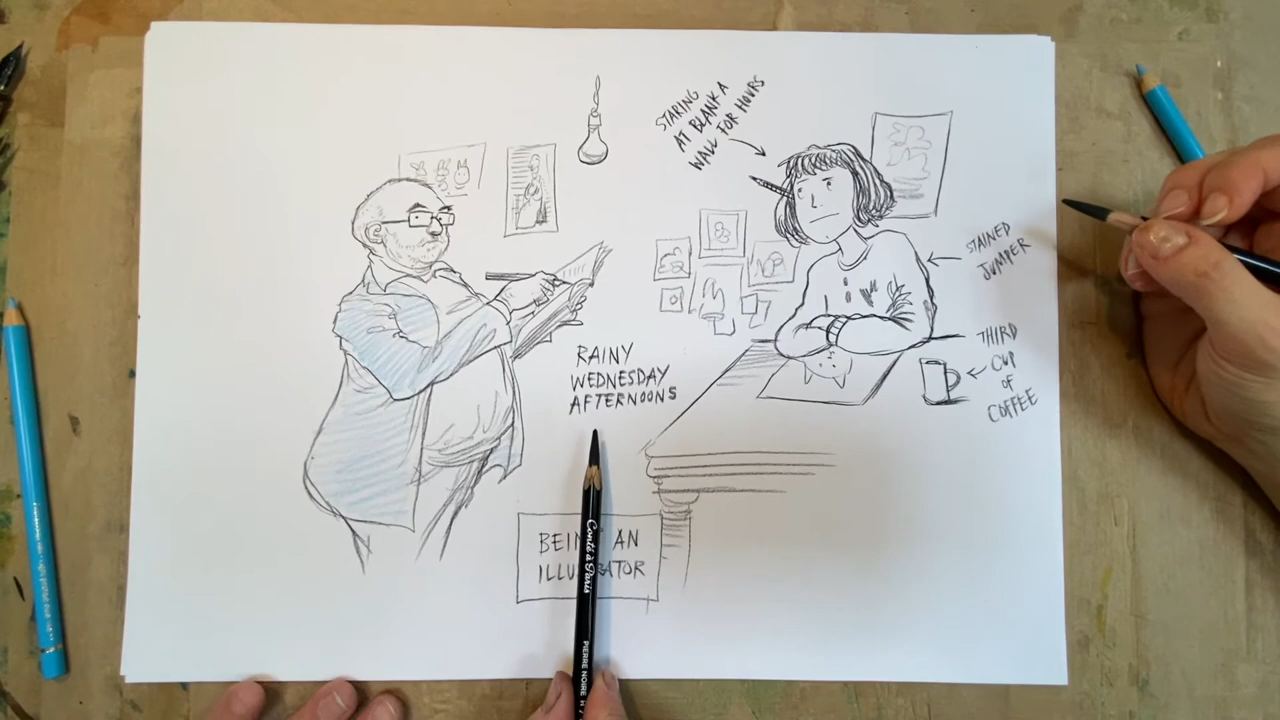 STARING
AT BLANK A
WALL FOR HOURS
STAINED
JUMPER
RAINY
WEDNESDAY
AFTERNOONS
THIRD
CUP
OF
COFFEE
BEING AN
Conté à Paris
PIERRE NOIRE